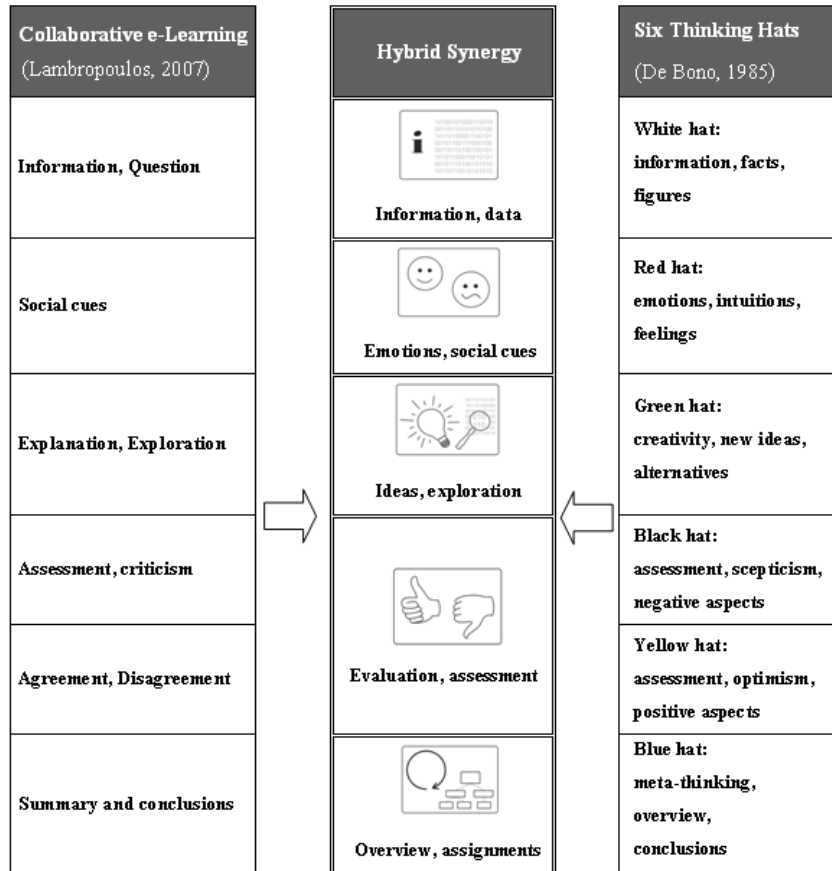 Collaborative e-Learning
(Lambropoulos, 2007)
Information, Question
Social cues
Explanation, Exploration
Assessment, criticism
Agreement, Disagreement
Summary and conclusions
Hybrid Synergy
i
Information, data
Emotions, social cues
Ideas, exploration
Evaluation, assessment
Overview, assignments
Six Thinking Hats
(De Bono, 1985)
White hat:
information, facts,
figures
Red hat:
emotions, intuitions,
feelings
Green hat:
creativity, new ideas,
alternatives
Black hat:
assessment, scepticism,
negative aspects
Yellow hat:
assessment, optimism,
positive aspects
Blue hat:
meta-thinking,
overview,
conclusions